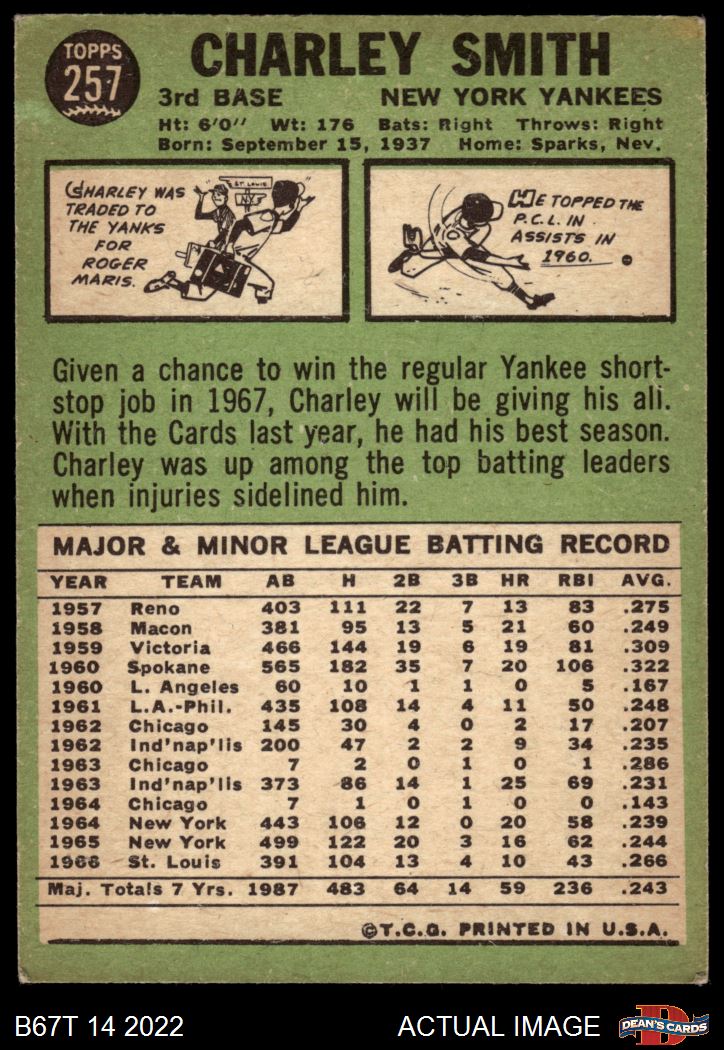 TOPPS
257
CHARLEY SMITH
3rd BASE NEW YORK YANKEES
Ht: 6'0" Wt: 176 Bats: Right Throws: Right
Born: September 15, 1937 Home: Sparks, Nev.
CHARLEY WAS
TRADED TO
THE YANKS
FOR
ROGER
MARIS.
ST. LOUIS
N.Y.
HE TOPPED THE
P.C.L. IN
ASSISTS IN
1960.
Given a chance to win the regular Yankee short-
stop job in 1967, Charley will be giving his all.
With the Cards last year, he had his best season.
Charley was up among the top batting leaders
when injuries sidelined him.
MAJOR & MINOR LEAGUE BATTING RECORD
YEAR TEAM AB H 2B 3B HR RBI AVG.
1957 Reno 403 111 22 7 13 83 .275
1958 Macon 381 95 13 5 21 60 .249
1959 Victoria 466 144 19 6 19 81 .309
1960 Spokane 565 182 35 7 20 106 .322
1960 L. Angeles 60 10 1 1 0 5 .167
1961 L.A.-Phil. 435 108 14 4 11 50 .248
1962 Chicago 145 30 4 0 2 17 .207
1962 Ind'nap'lis 200 47 2 2 9 34 .235
1963 Chicago 7 2 0 1 0 1 .286
1963 Ind'nap'lis 373 86 14 1 25 69 .231
1964 Chicago 7 1 0 1 0 0 .143
1964 New York 443 106 12 0 20 58 .239
1965 New York 499 122 20 3 16 62 .244
1966 St. Louis 391 104 13 4 10 43 .266
Maj. Totals 7 Yrs. 1987 483 64 14 59 236 .243
©T.C.G. PRINTED IN U.S.A.
B67T 14 2022 ACTUAL IMAGE
DEAN'S CARDS